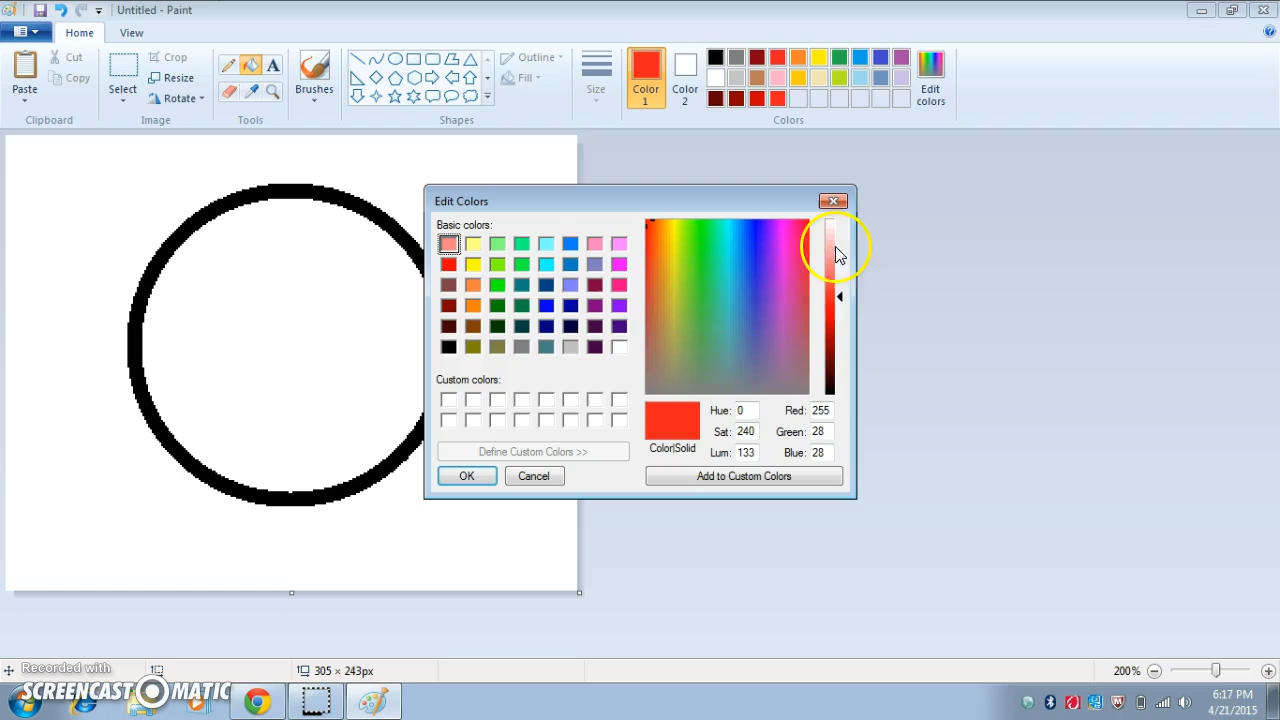 Untitled - Paint
Home
View
Paste
Cut
Copy
Clipboard
Select
Crop
Resize
Rotate
Image
A
Tools
Brushes
Outline
Fill
Shapes
Size
Color 1
Color 2
Edit colors
Colors
Edit Colors
Basic colors:
Custom colors:
Define Custom Colors >>
OK
Cancel
Color|Solid
Hue: 0
Sat: 240
Lum: 133
Red: 255
Green: 28
Blue: 28
Add to Custom Colors
305 × 243px
200%
Recorded with
SCREENCAST-O-MATIC
6:17 PM
4/21/2015